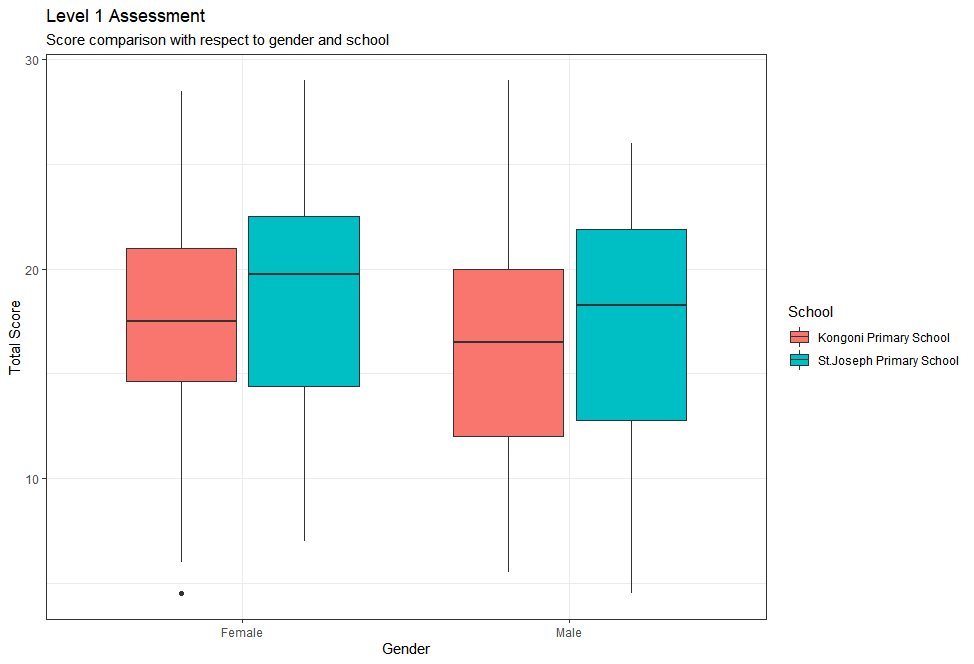 Level 1 Assessment
Score comparison with respect to gender and school
30
20
10
Total Score
Female
Male
Gender
School
Kongoni Primary School
St.Joseph Primary School